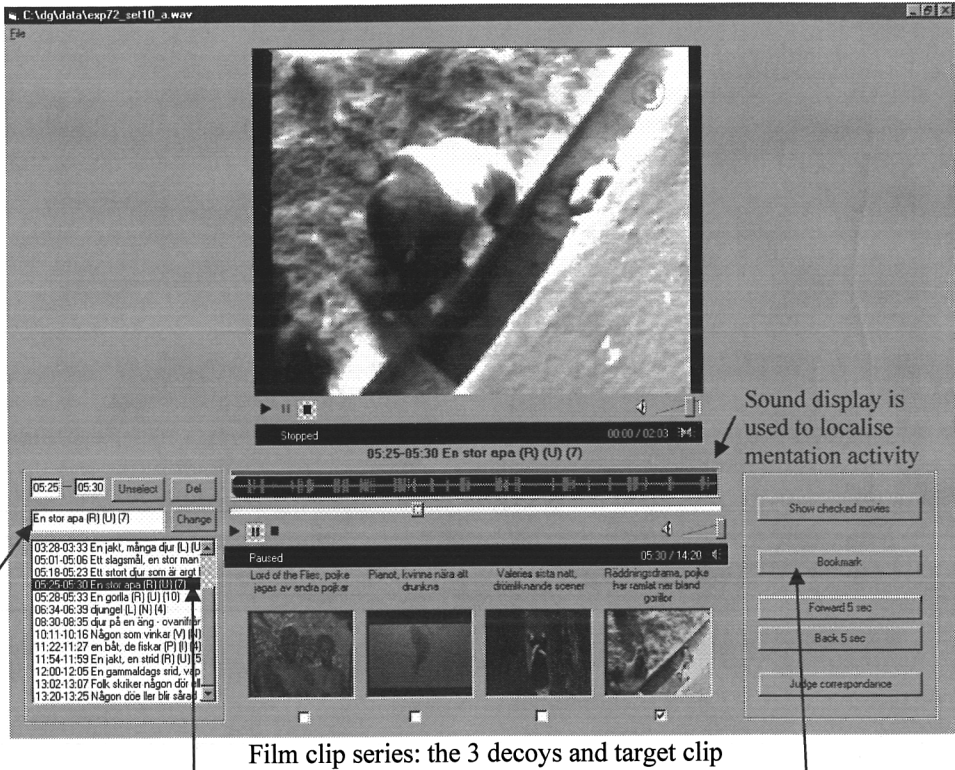 C:\dg\data\exp72_set10_a.wav
File
Stopped
00:00 / 02:03
05:25-05:30 En stor apa (R) (U) (7)
Sound display is
used to localise
mentation activity
05:25 — 05:30 Unselect Del
En stor apa (R) (U) (7) Change
03:28-03:33 En jakt, många djur (L) (U
05:01-05:06 Ett slagsmål, en stor man
05:18-05:23 Ett stort djur som är argt
05:25-05:30 En stor apa (R) (U) (7)
05:28-05:33 En gorilla (R) (U) (10)
06:34-06:39 djungel (L) (N) (4)
08:30-08:35 djur på en äng - ovanifrån
10:11-10:16 Någon som vinkar (V) (N)
11:22-11:27 en båt, de fiskar (P) (I) (4)
11:54-11:59 En jakt, en strid (R) (U) (5
12:00-12:05 En gammaldags srid, vap
13:02-13:07 Folk skriker någon dör ell
13:20-13:25 Någon döe ller blir sårad
Paused
05:30 / 14:20
Lord of the Flies, pojke
jagas av andra pojkar
Pianot, kvinna nära att
drunkna
Valeries sista natt,
drömliknande scener
Räddningsdrama, pojke
har ramlat ner bland
gorillor
Show checked movies
Bookmark
Forward 5 sec
Back 5 sec
Judge correspondance
Film clip series: the 3 decoys and target clip